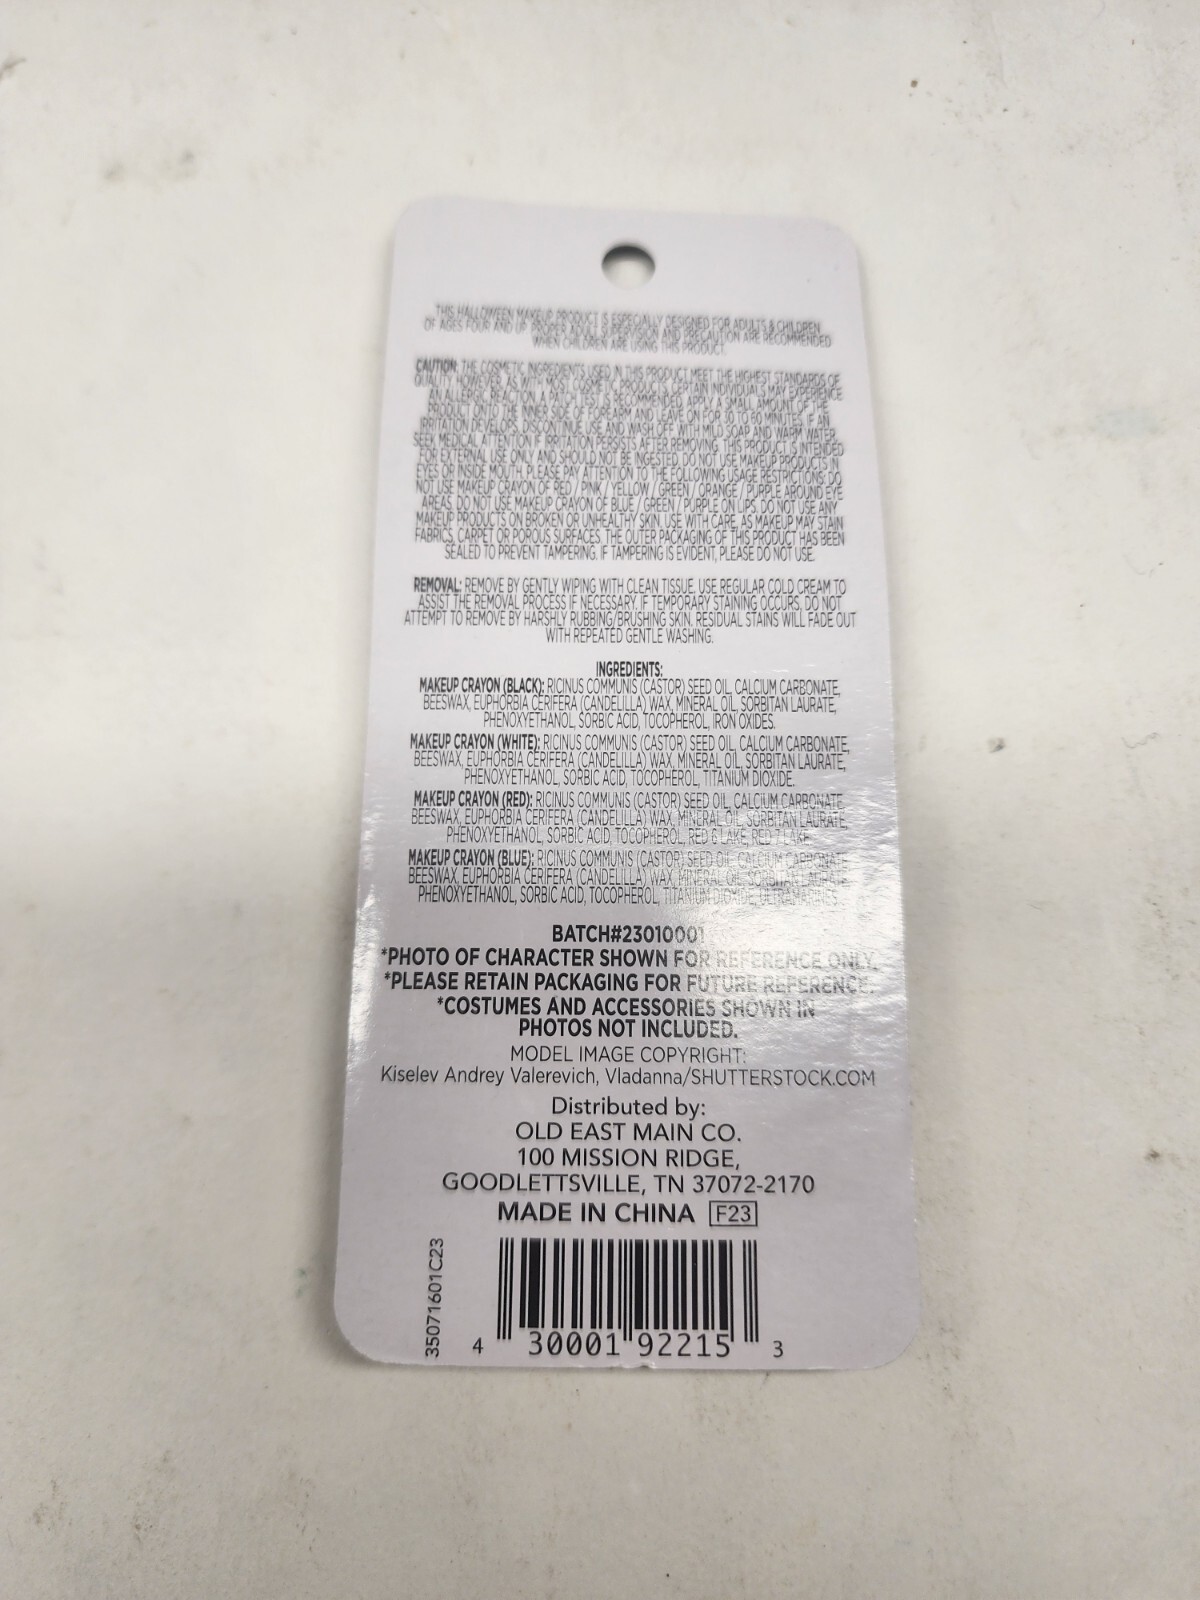 THIS HALLOWEEN MAKEUP PRODUCT IS ESPECIALLY DESIGNED FOR ADULTS & CHILDREN
OF AGES FOUR AND UP. PROPER ADULT SUPERVISION AND PRECAUTION ARE RECOMMENDED
WHEN CHILDREN ARE USING THIS PRODUCT.
CAUTION: THE COSMETIC INGREDIENTS USED IN THIS PRODUCT MEET THE HIGHEST STANDARDS OF
QUALITY. HOWEVER, AS WITH MOST COSMETIC PRODUCTS, CERTAIN INDIVIDUALS MAY EXPERIENCE
AN ALLERGIC REACTION. A PATCH TEST IS RECOMMENDED. APPLY A SMALL AMOUNT OF THE
PRODUCT ONTO THE INNER SIDE OF FOREARM AND LEAVE ON FOR 30 TO 60 MINUTES. IF AN
IRRITATION DEVELOPS, DISCONTINUE USE AND WASH OFF WITH MILD SOAP AND WARM WATER.
SEEK MEDICAL ATTENTION IF IRRITATION PERSISTS AFTER REMOVING. THIS PRODUCT IS INTENDED
FOR EXTERNAL USE ONLY AND SHOULD NOT BE INGESTED. DO NOT USE MAKEUP PRODUCTS IN
EYES OR INSIDE MOUTH. PLEASE PAY ATTENTION TO THE FOLLOWING USAGE RESTRICTIONS: DO
NOT USE MAKEUP CRAYON OF RED / PINK / YELLOW / GREEN / ORANGE / PURPLE AROUND EYE
AREAS. DO NOT USE MAKEUP CRAYON OF BLUE / GREEN / PURPLE ON LIPS. DO NOT USE ANY
MAKEUP PRODUCTS ON BROKEN OR UNHEALTHY SKIN. USE WITH CARE, AS MAKEUP MAY STAIN
FABRICS, CARPET OR POROUS SURFACES. THE OUTER PACKAGING OF THIS PRODUCT HAS BEEN
SEALED TO PREVENT TAMPERING. IF TAMPERING IS EVIDENT, PLEASE DO NOT USE.
REMOVAL: REMOVE BY GENTLY WIPING WITH CLEAN TISSUE. USE REGULAR COLD CREAM TO
ASSIST THE REMOVAL PROCESS IF NECESSARY. IF TEMPORARY STAINING OCCURS, DO NOT
ATTEMPT TO REMOVE BY HARSHLY RUBBING/BRUSHING SKIN. RESIDUAL STAINS WILL FADE OUT
WITH REPEATED GENTLE WASHING.
INGREDIENTS:
MAKEUP CRAYON (BLACK): RICINUS COMMUNIS (CASTOR) SEED OIL, CALCIUM CARBONATE,
BEESWAX, EUPHORBIA CERIFERA (CANDELILLA) WAX, MINERAL OIL, SORBITAN LAURATE,
PHENOXYETHANOL, SORBIC ACID, TOCOPHEROL, IRON OXIDES.
MAKEUP CRAYON (WHITE): RICINUS COMMUNIS (CASTOR) SEED OIL, CALCIUM CARBONATE,
BEESWAX, EUPHORBIA CERIFERA (CANDELILLA) WAX, MINERAL OIL, SORBITAN LAURATE,
PHENOXYETHANOL, SORBIC ACID, TOCOPHEROL, TITANIUM DIOXIDE.
MAKEUP CRAYON (RED): RICINUS COMMUNIS (CASTOR) SEED OIL, CALCIUM CARBONATE,
BEESWAX, EUPHORBIA CERIFERA (CANDELILLA) WAX, MINERAL OIL, SORBITAN LAURATE,
PHENOXYETHANOL, SORBIC ACID, TOCOPHEROL, RED 6 LAKE, RED 7 LAKE.
MAKEUP CRAYON (BLUE): RICINUS COMMUNIS (CASTOR) SEED OIL, CALCIUM CARBONATE,
BEESWAX, EUPHORBIA CERIFERA (CANDELILLA) WAX, MINERAL OIL, SORBITAN LAURATE,
PHENOXYETHANOL, SORBIC ACID, TOCOPHEROL, TITANIUM DIOXIDE, ULTRAMARINES.
BATCH#23010001
*PHOTO OF CHARACTER SHOWN FOR REFERENCE ONLY.
*PLEASE RETAIN PACKAGING FOR FUTURE REFERENCE.
*COSTUMES AND ACCESSORIES SHOWN IN
PHOTOS NOT INCLUDED.
MODEL IMAGE COPYRIGHT:
Kiselev Andrey Valerevich, Vladanna/SHUTTERSTOCK.COM
Distributed by:
OLD EAST MAIN CO.
100 MISSION RIDGE,
GOODLETTSVILLE, TN 37072-2170
MADE IN CHINA F23
35071601C23
4 30001 92215 3